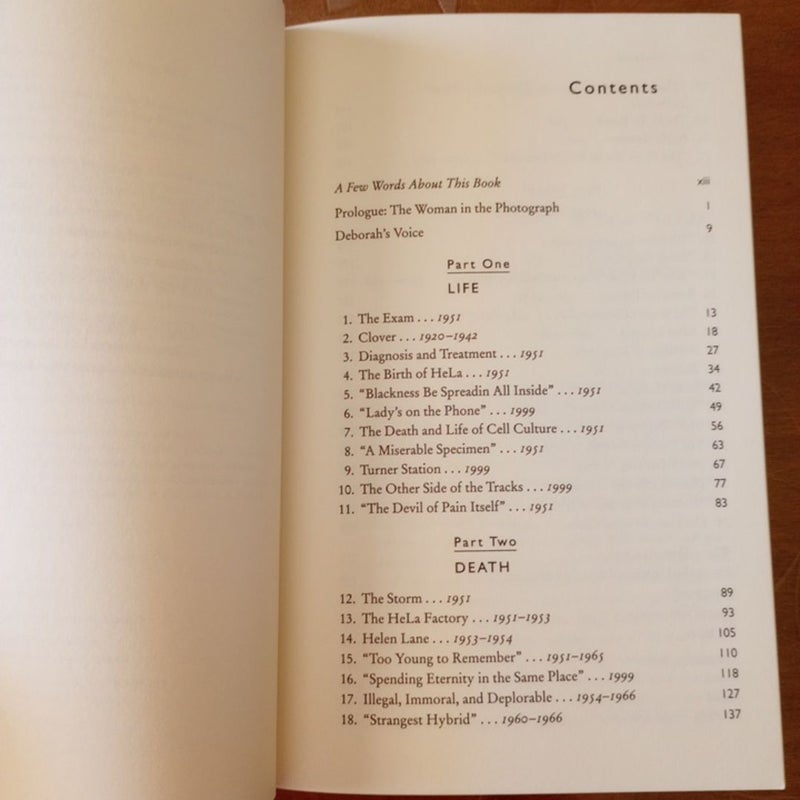 Contents
A Few Words About This Book xiii
Prologue: The Woman in the Photograph 1
Deborah's Voice 9
Part One
LIFE
1. The Exam . . . 1951 13
2. Clover . . . 1920–1942 18
3. Diagnosis and Treatment . . . 1951 27
4. The Birth of HeLa . . . 1951 34
5. “Blackness Be Spreadin All Inside” . . . 1951 42
6. “Lady’s on the Phone” . . . 1999 49
7. The Death and Life of Cell Culture . . . 1951 56
8. “A Miserable Specimen” . . . 1951 63
9. Turner Station . . . 1999 67
10. The Other Side of the Tracks . . . 1999 77
11. “The Devil of Pain Itself” . . . 1951 83
Part Two
DEATH
12. The Storm . . . 1951 89
13. The HeLa Factory . . . 1951–1953 93
14. Helen Lane . . . 1953–1954 105
15. “Too Young to Remember” . . . 1951–1965 110
16. “Spending Eternity in the Same Place” . . . 1999 118
17. Illegal, Immoral, and Deplorable . . . 1954–1966 127
18. “Strangest Hybrid” . . . 1960–1966 137